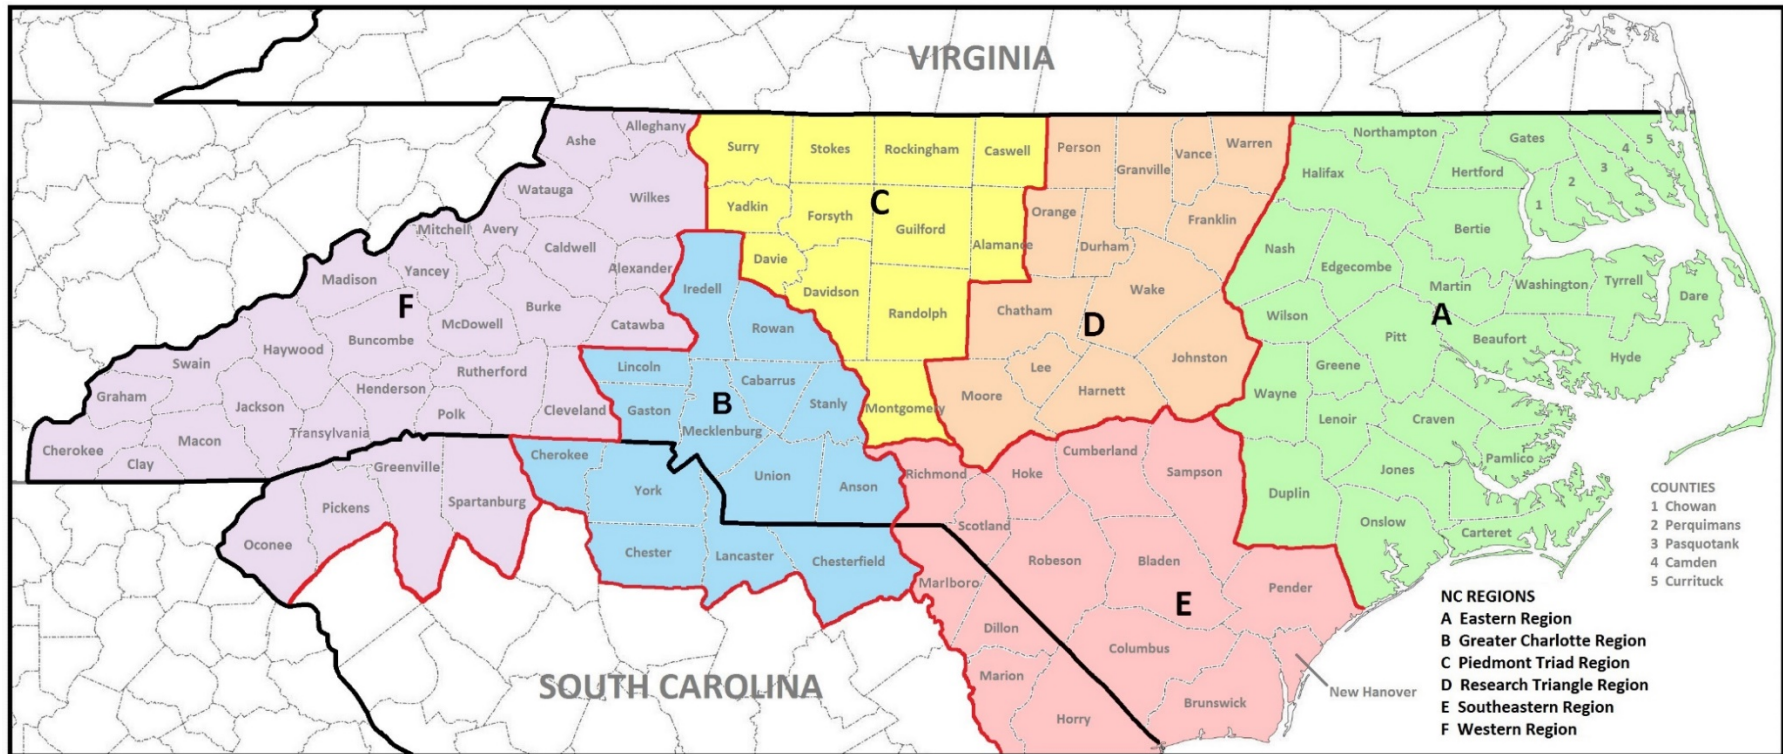 VIRGINIA
Alleghany
Ashe
Surry
Stokes
Rockingham
Caswell
Person
Granville
Vance
Warren
Northampton
Gates
5
4
3
2
1
Halifax
Hertford
Watauga
Wilkes
Yadkin
Forsyth
C
Guilford
Alamance
Orange
Durham
Franklin
Bertie
Mitchell
Avery
Caldwell
Alexander
Davie
Nash
Edgecombe
Madison
Yancey
Iredell
Davidson
Wake
Martin
Washington
Tyrrell
Dare
F
Burke
McDowell
Catawba
Rowan
Randolph
Chatham
D
Wilson
A
Pitt
Beaufort
Hyde
Buncombe
Haywood
Swain
Rutherford
Lincoln
Cabarrus
Lee
Johnston
Greene
Graham
Jackson
Henderson
Polk
Cleveland
Gaston
B
Stanly
Montgomery
Moore
Harnett
Wayne
Lenoir
Craven
Cherokee
Clay
Macon
Transylvania
Mecklenburg
Pamlico
Greenville
Cherokee
York
Union
Anson
Richmond
Hoke
Cumberland
Sampson
Duplin
Jones
Pickens
Spartanburg
Scotland
Onslow
Carteret
Oconee
Chester
Lancaster
Chesterfield
Marlboro
Robeson
Bladen
Pender
E
Dillon
Columbus
Marion
Horry
Brunswick
New Hanover
SOUTH CAROLINA
COUNTIES
1 Chowan
2 Perquimans
3 Pasquotank
4 Camden
5 Currituck
NC REGIONS
A Eastern Region
B Greater Charlotte Region
C Piedmont Triad Region
D Research Triangle Region
E Southeastern Region
F Western Region